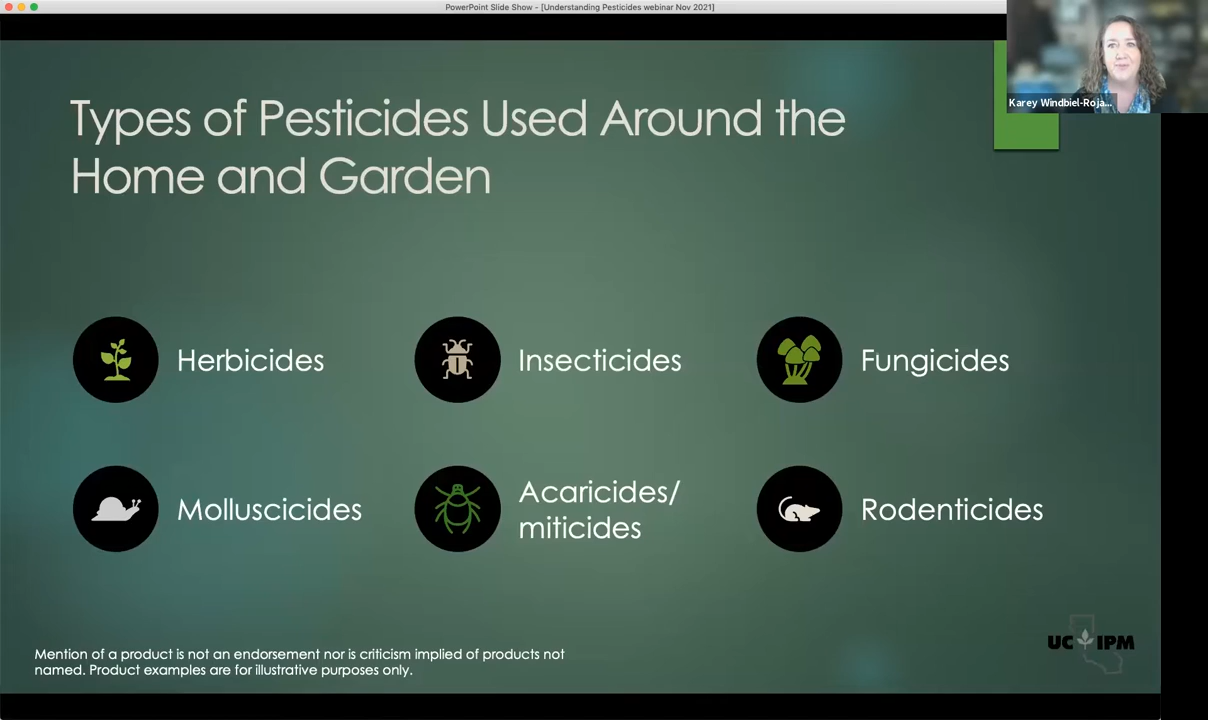 PowerPoint Slide Show - [Understanding Pesticides webinar Nov 2021]
Karey Windbiel-Roja...
Types of Pesticides Used Around the
Home and Garden
Herbicides
Insecticides
Fungicides
Molluscicides
Acaricides/
miticides
Rodenticides
Mention of a product is not an endorsement nor is criticism implied of products not
named. Product examples are for illustrative purposes only.
UC IPM